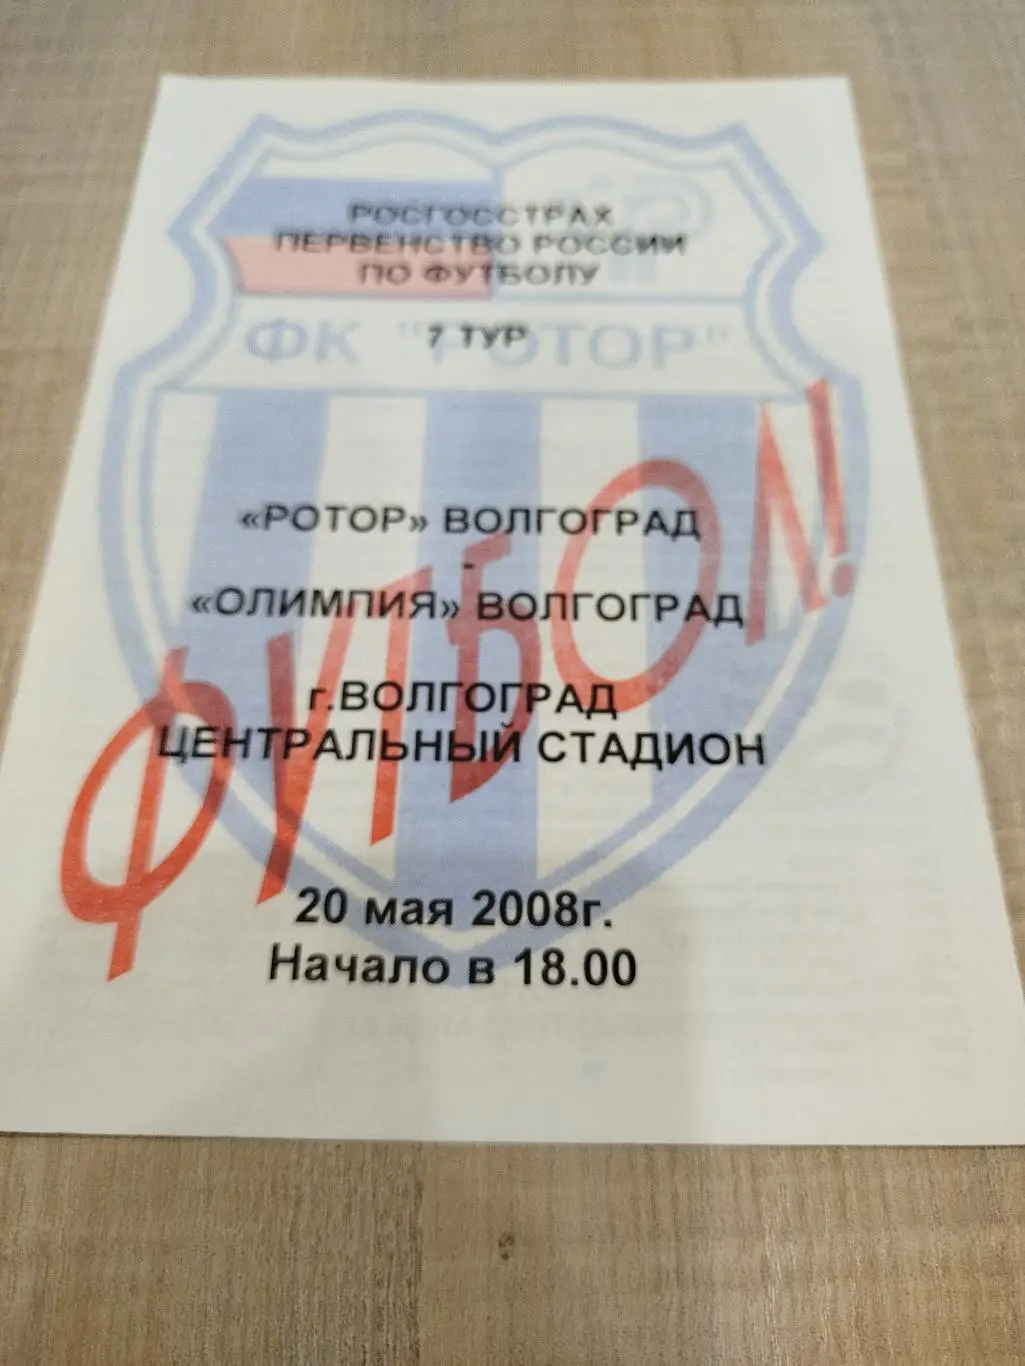 РОСГОССТРАХ
ПЕРВЕНСТВО РОССИИ
ПО ФУТБОЛУ
7 ТУР
ФК "РОТОР"
«РОТОР» ВОЛГОГРАД
-
«ОЛИМПИЯ» ВОЛГОГРАД
ФУТБОЛ!
г.ВОЛГОГРАД
ЦЕНТРАЛЬНЫЙ СТАДИОН
20 мая 2008г.
Начало в 18.00